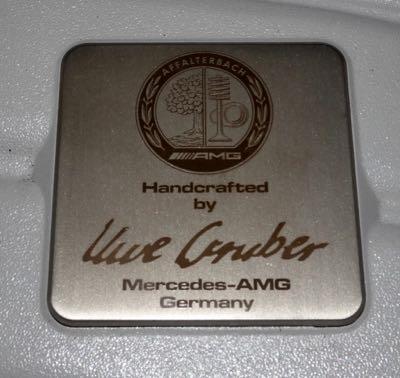 AFFALTERBACH
AMG
Handcrafted
by
Uwe Gruber
Mercedes-AMG
Germany